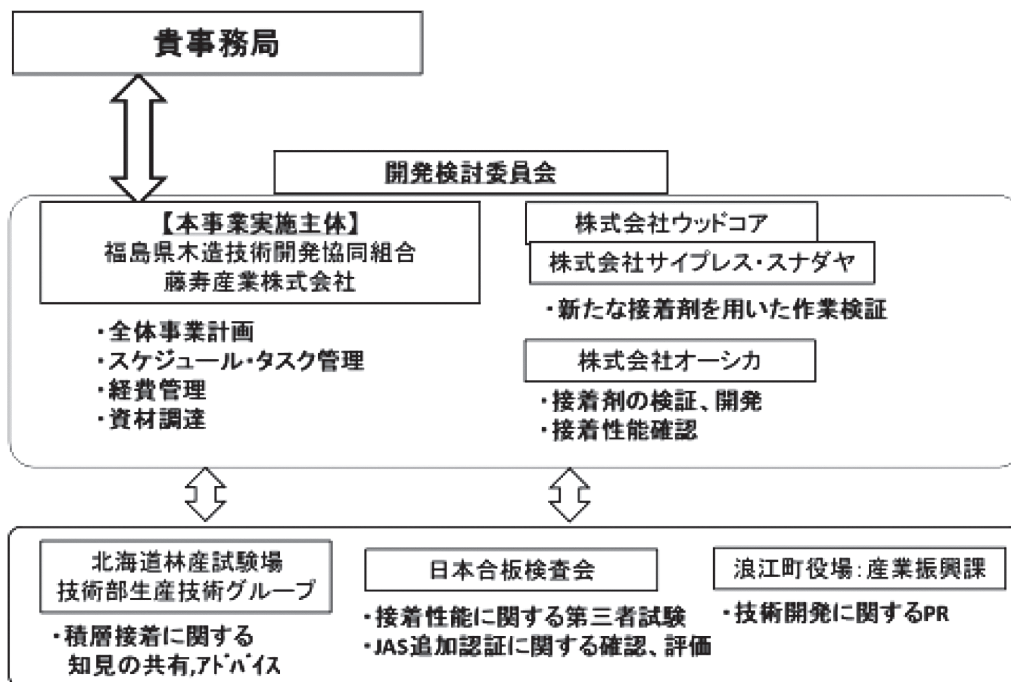 貴事務局
開発検討委員会
【本事業実施主体】
福島県木造技術開発協同組合
藤寿産業株式会社
・全体事業計画
・スケジュール・タスク管理
・経費管理
・資材調達
株式会社ウッドコア
株式会社サイプレス・スナダヤ
・新たな接着剤を用いた作業検証
株式会社オーシカ
・接着剤の検証、開発
・接着性能確認
北海道林産試験場
技術部生産技術グループ
・積層接着に関する
知見の共有,アドバイス
日本合板検査会
・接着性能に関する第三者試験
・JAS追加認証に関する確認、評価
浪江町役場:産業振興課
・技術開発に関するPR